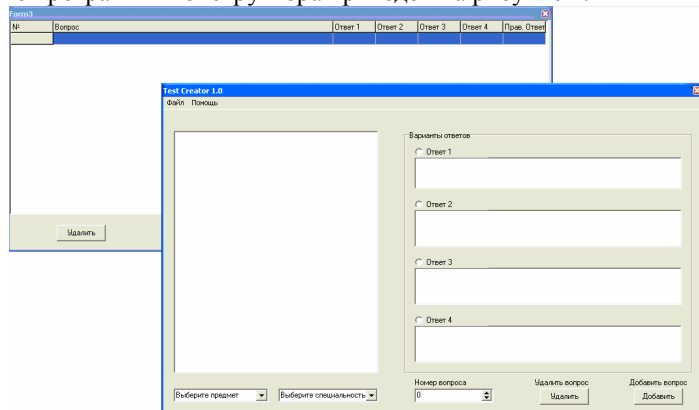 Form3
№ Вопрос Ответ 1 Ответ 2 Ответ 3 Ответ 4 Прав. Ответ
Удалить
Test Creator 1.0
Файл Помощь
Варианты ответов
Ответ 1
Ответ 2
Ответ 3
Ответ 4
Номер вопроса Удалить вопрос Добавить вопрос
Выберите предмет Выберите специальность 0 Удалить Добавить